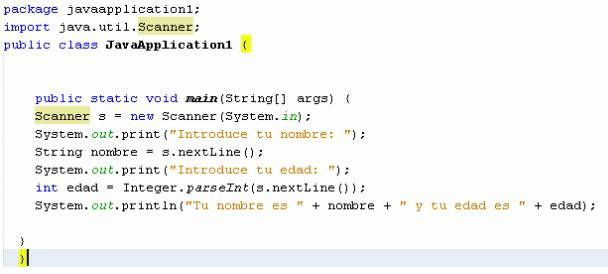 package javaapplication1;
import java.util.Scanner;
public class JavaApplication1 {
public static void main(String[] args) {
Scanner s = new Scanner(System.in);
System.out.print("Introduce tu nombre: ");
String nombre = s.nextLine();
System.out.print("Introduce tu edad: ");
int edad = Integer.parseInt(s.nextLine());
System.out.println("Tu nombre es " + nombre + " y tu edad es " + edad);
}
}